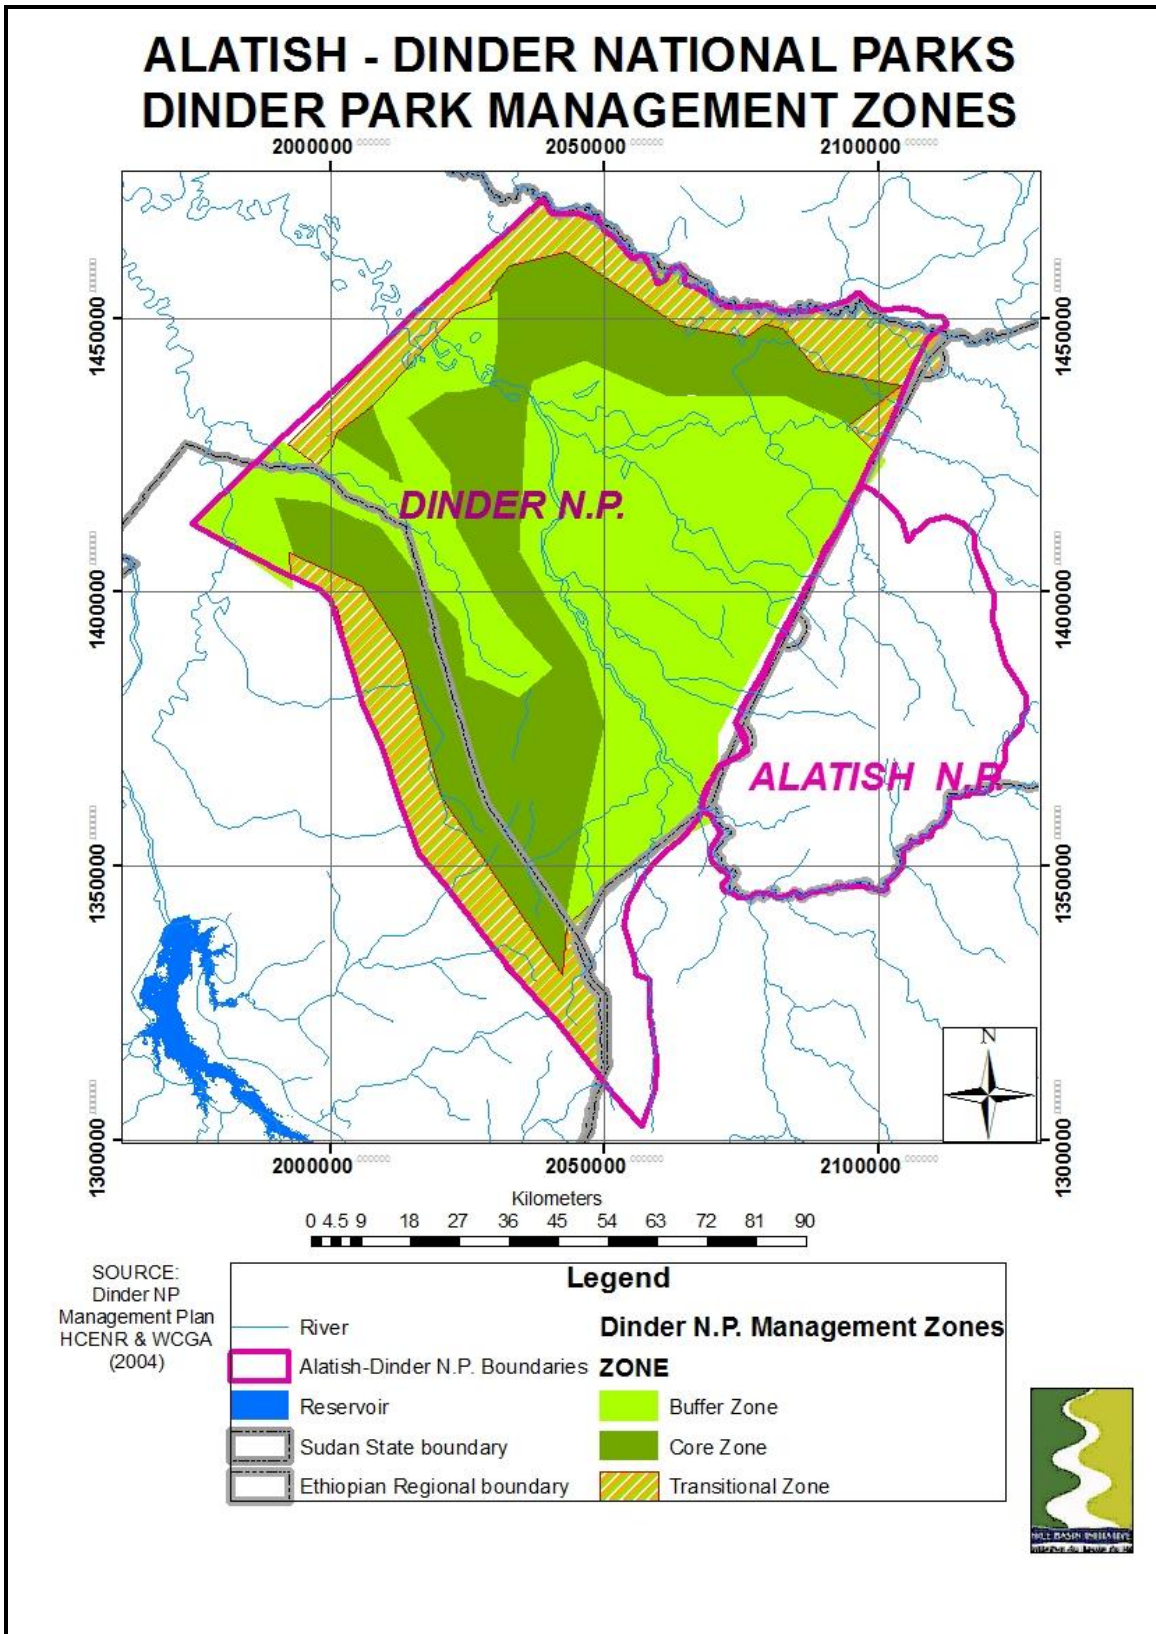 ALATISH - DINDER NATIONAL PARKS
DINDER PARK MANAGEMENT ZONES
2000000 2050000 2100000
1450000 1450000
DINDER N.P.
1400000 1400000
ALATISH N.P.
1350000 1350000
N
1300000 1300000
2000000 2050000 2100000
Kilometers
0 4.5 9 18 27 36 45 54 63 72 81 90
SOURCE:
Dinder NP
Management Plan
HCENR & WCGA
(2004)
Legend
River
Alatish-Dinder N.P. Boundaries
Reservoir
Sudan State boundary
Ethiopian Regional boundary
Dinder N.P. Management Zones
ZONE
Buffer Zone
Core Zone
Transitional Zone
NILE BASIN INITIATIVE